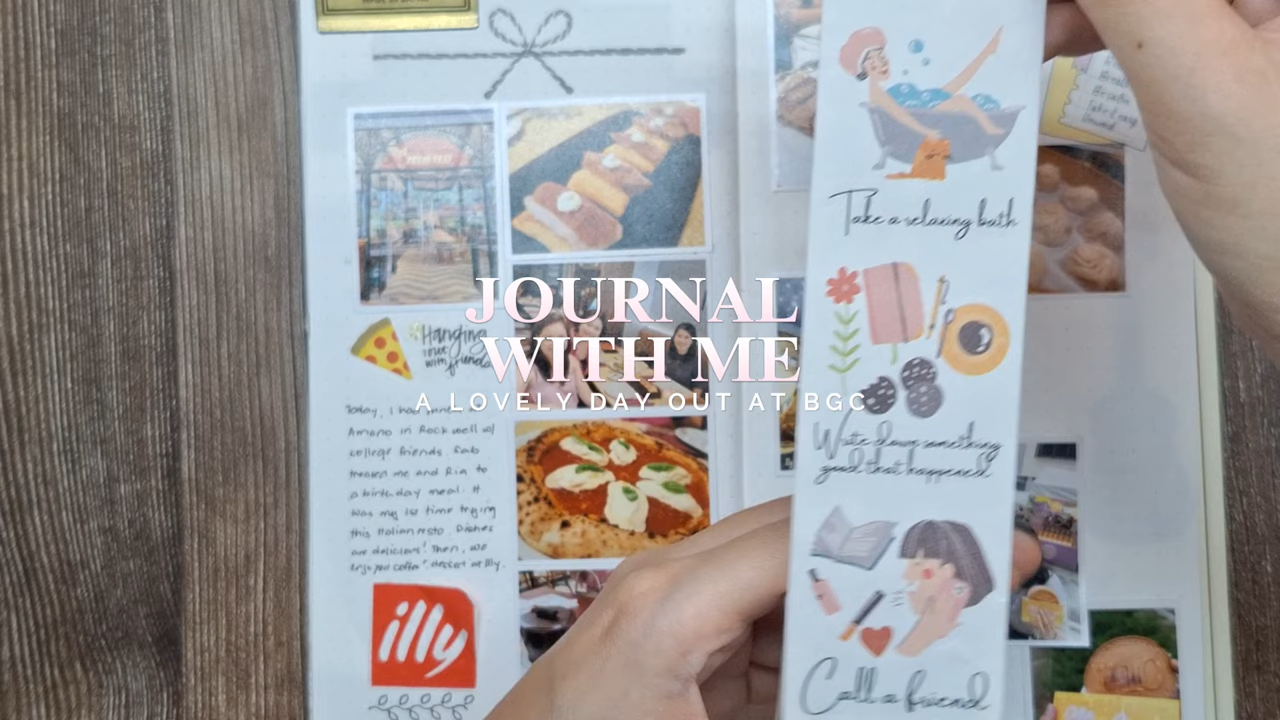 JOURNAL
WITH ME
A LOVELY DAY OUT AT BGC
Hanging
out
with friends
Today, I had
Amano in Rockwell w/
college friends. Gab
treated me and Ria to
a birthday meal. It
was my 1st time trying
this Italian resto. Dishes
are delicious! Then, we
enjoyed coffee + dessert at Illy.
illy
Take a relaxing bath
Write down something
good that happened
Call a friend